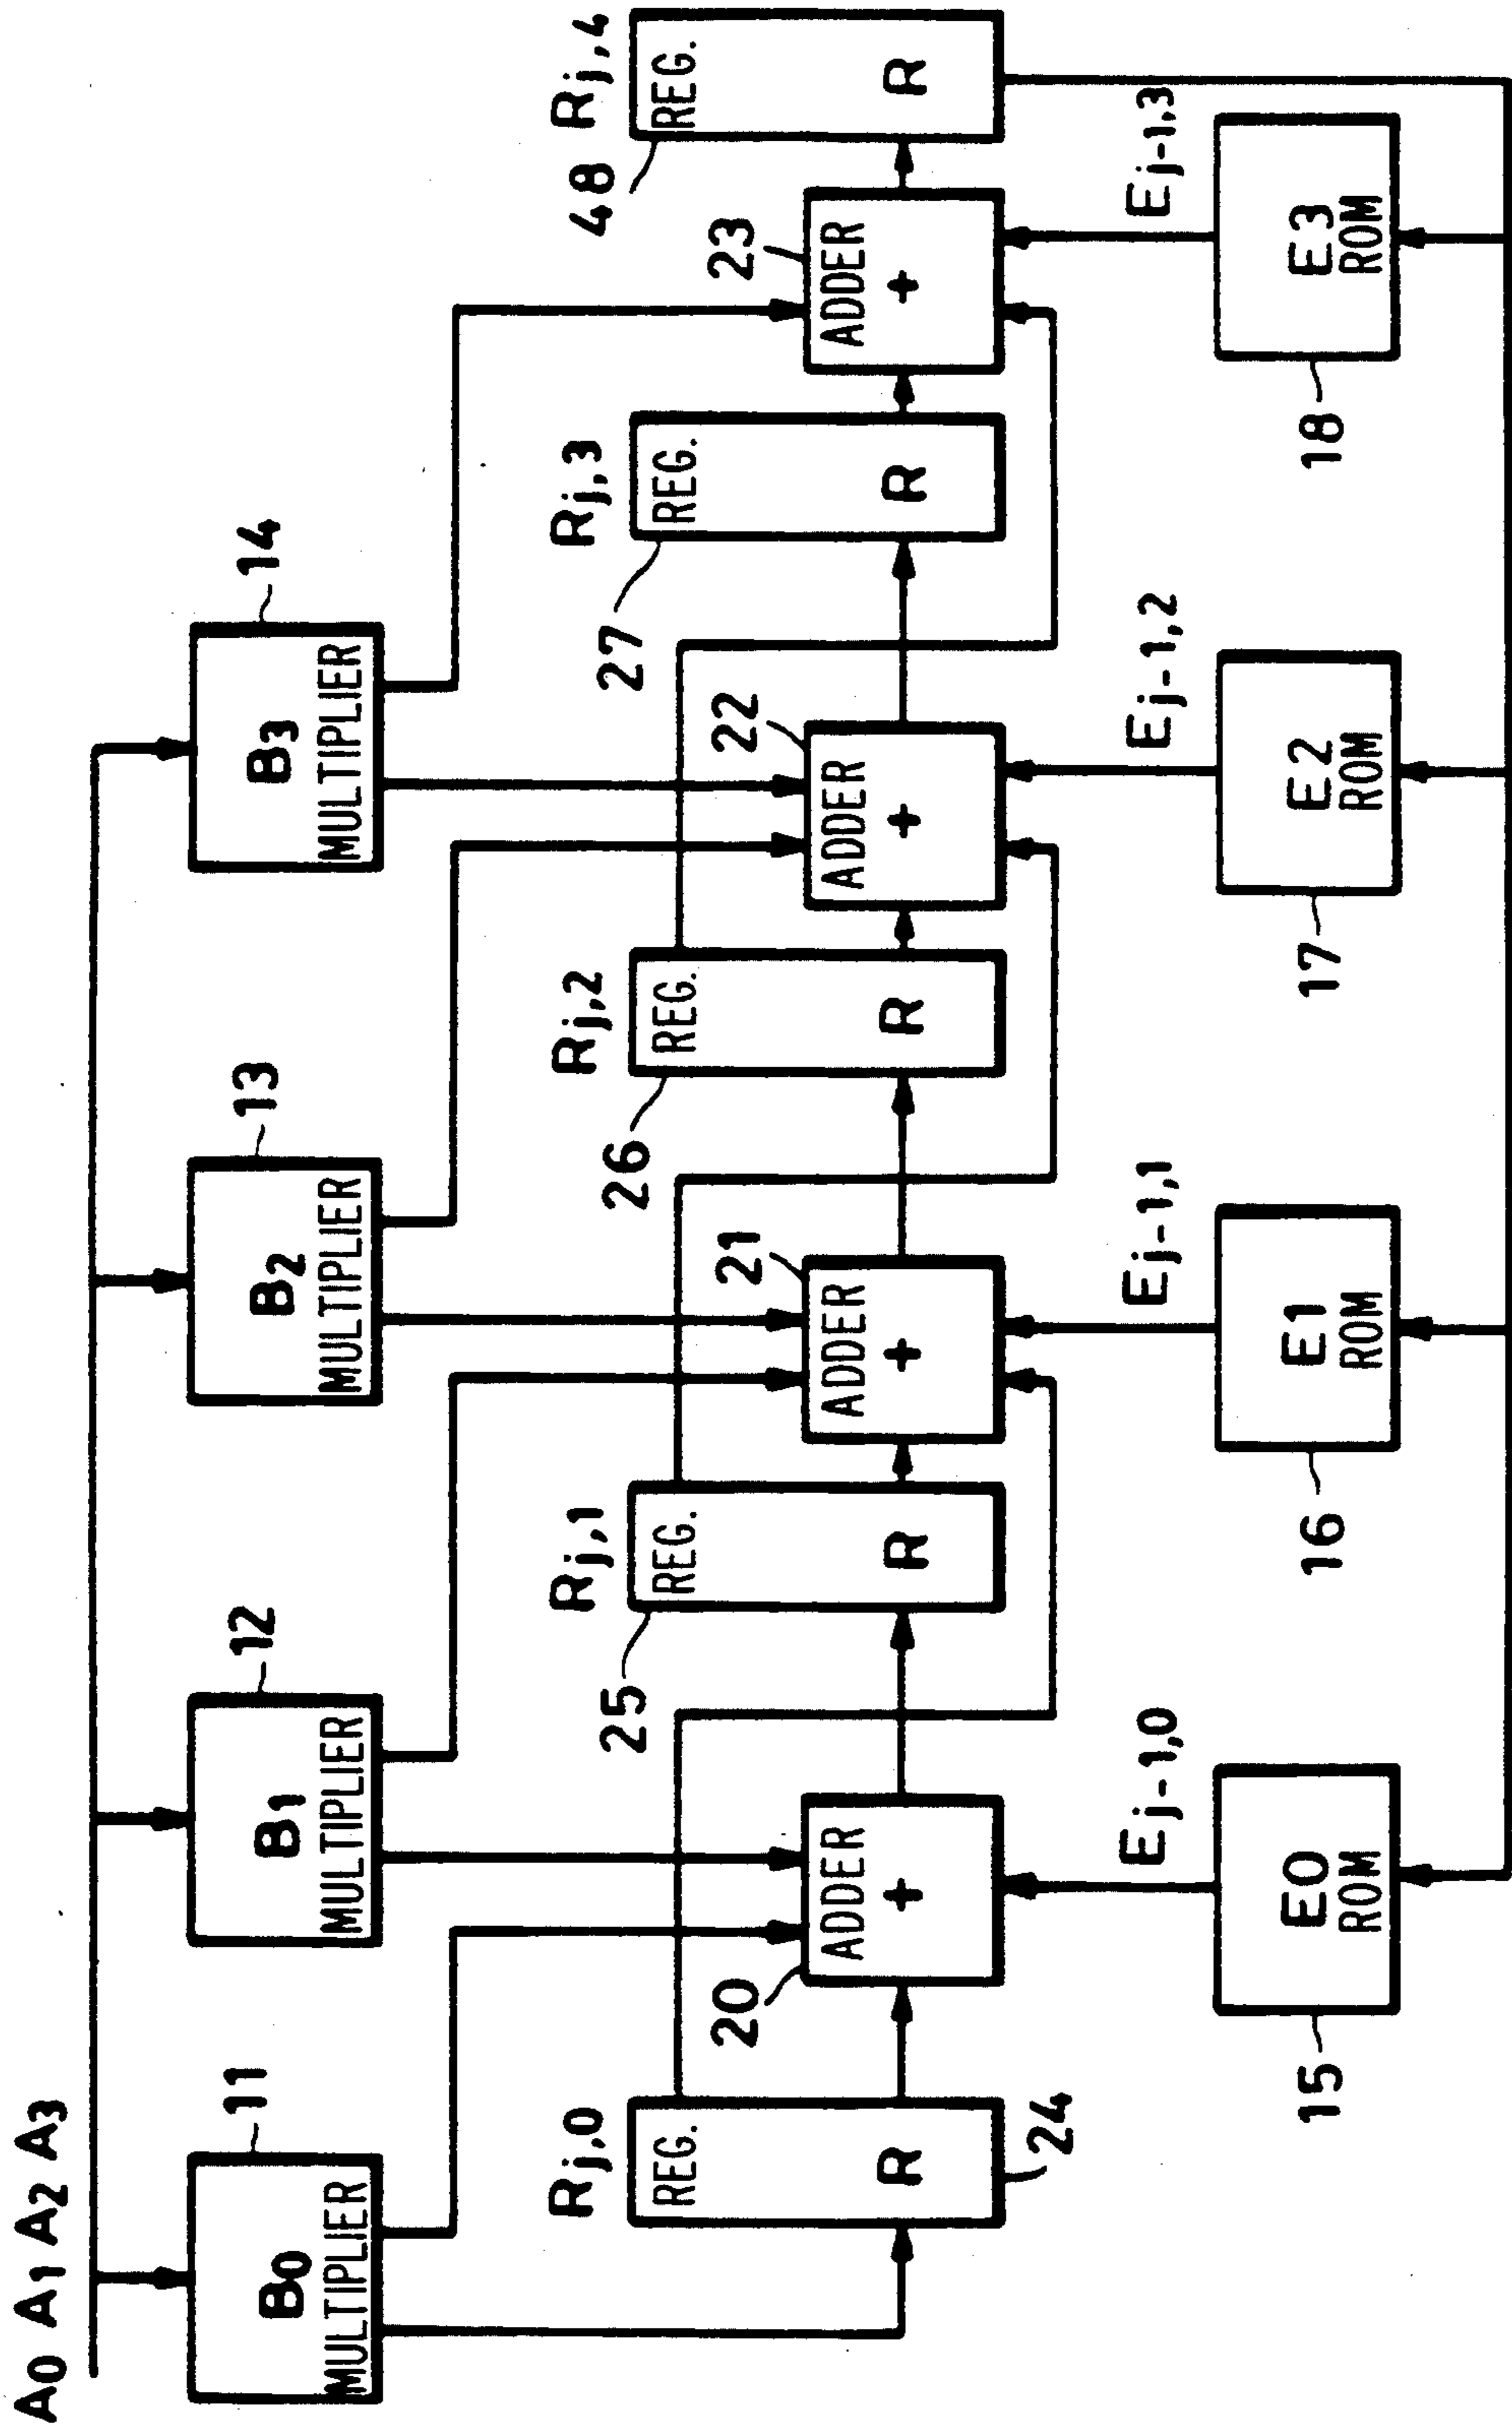 A0 A1 A2 A3
11
12
13
14
B0
MULTIPLIER
B1
MULTIPLIER
B2
MULTIPLIER
B3
MULTIPLIER
Rj,0
Rj,1
Rj,2
Rj,3
Rj,4
REG.
R
24
REG.
R
25
REG.
R
26
REG.
R
27
REG.
R
48
20
ADDER
+
21
ADDER
+
22
ADDER
+
23
ADDER
+
Ej-1,0
Ej-1,1
Ej-1,2
Ej-1,3
E0
ROM
E1
ROM
E2
ROM
E3
ROM
15
16
17
18